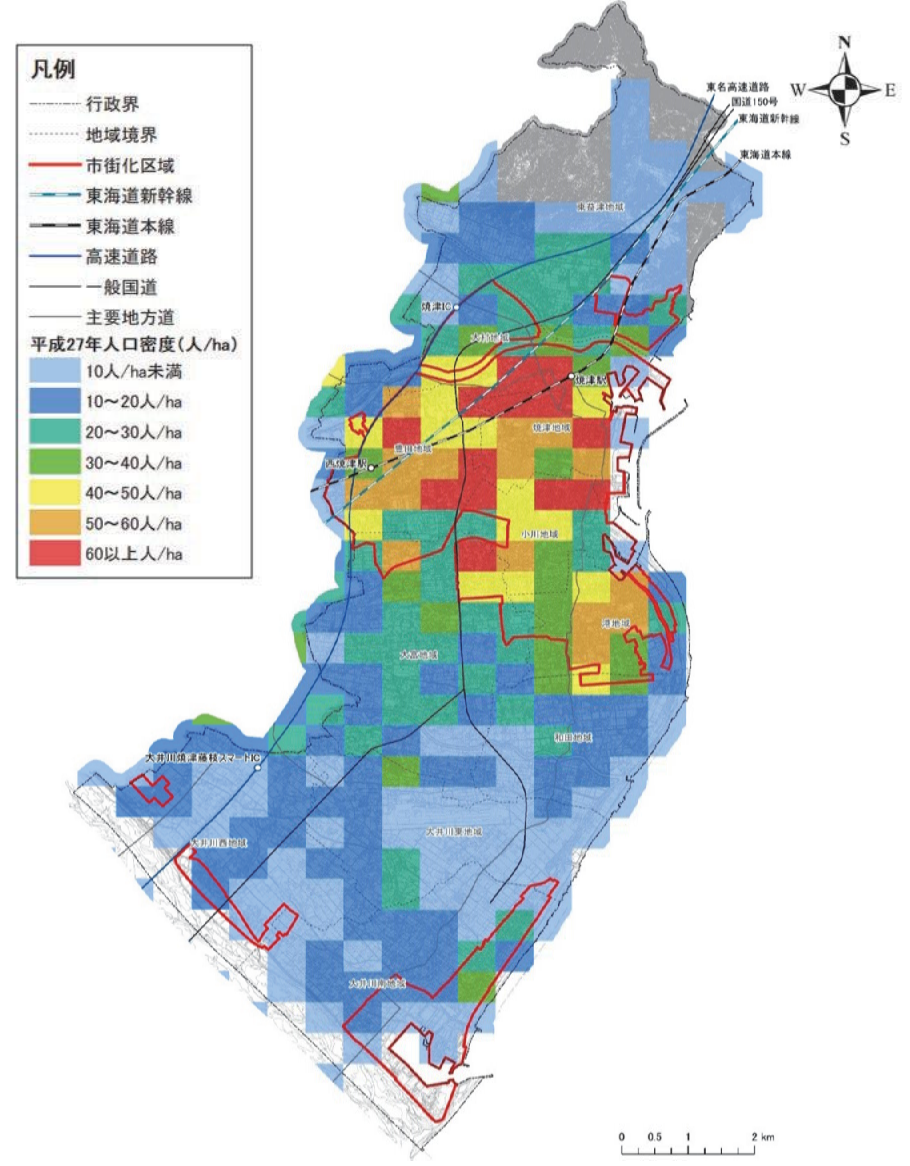 凡例
行政界
地域境界
市街化区域
東海道新幹線
東海道本線
高速道路
一般国道
主要地方道
平成27年人口密度(人/ha)
10人/ha未満
10～20人/ha
20～30人/ha
30～40人/ha
40～50人/ha
50～60人/ha
60以上人/ha
N
W
E
S
東名高速道路
国道150号
東海道新幹線
東海道本線
東益津地域
焼津IC
大村地域
焼津駅
焼津地域
豊田地域
西焼津駅
小川地域
港地域
大富地域
和田地域
大井川焼津藤枝スマートIC
大井川東地域
大井川西地域
大井川南地域
0 0.5 1 2 km